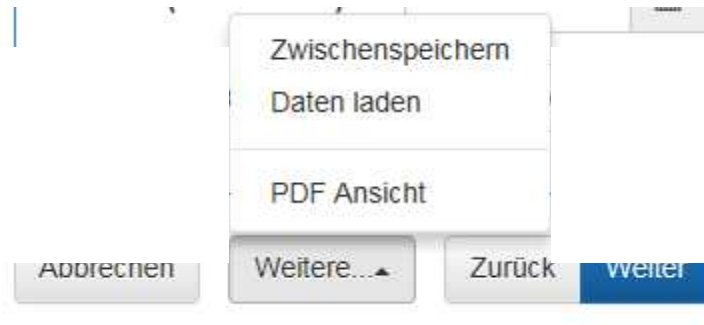 Zwischenspeichern
Daten laden
PDF Ansicht
Abbrechen Weitere... Zurück Weiter